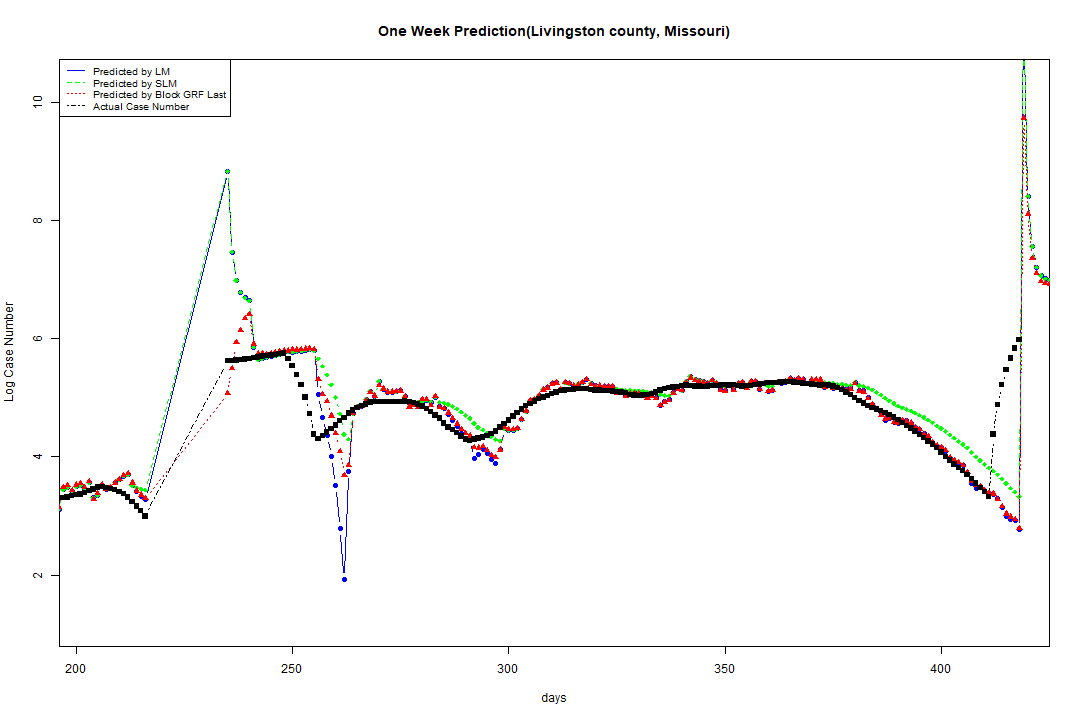 One Week Prediction(Livingston county, Missouri)
Predicted by LM
Predicted by SLM
Predicted by Block GRF Last
Actual Case Number
Log Case Number
10
8
6
4
2
200 250 300 350 400
days